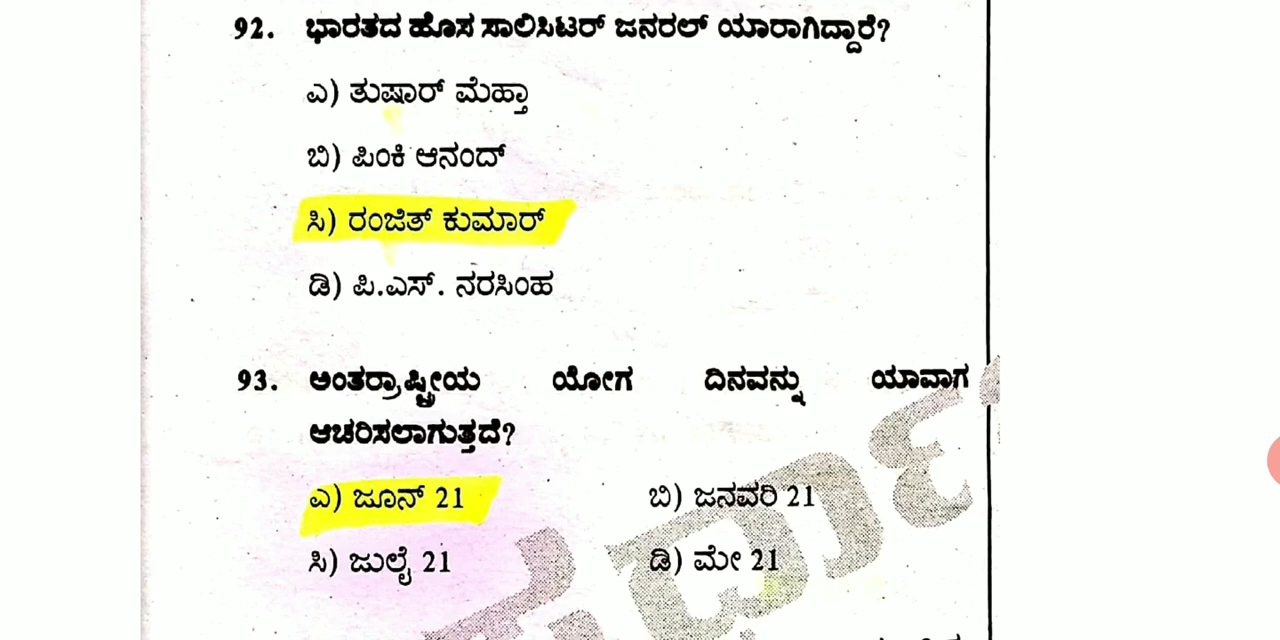 92. ಭಾರತದ ಹೊಸ ಸಾಲಿಸಿಟರ್ ಜನರಲ್ ಯಾರಾಗಿದ್ದಾರೆ?
ಎ) ತುಷಾರ್ ಮೆಹ್ತಾ
ಬಿ) ಪಿಂಕಿ ಆನಂದ್
ಸಿ) ರಂಜಿತ್ ಕುಮಾರ್
ಡಿ) ಪಿ.ಎಸ್. ನರಸಿಂಹ
93. ಅಂತರ‍್ರಾಷ್ಟ್ರೀಯ ಯೋಗ ದಿನವನ್ನು ಯಾವಾಗ
ಆಚರಿಸಲಾಗುತ್ತದೆ?
ಎ) ಜೂನ್ 21 ಬಿ) ಜನವರಿ 21
ಸಿ) ಜುಲೈ 21 ಡಿ) ಮೇ 21